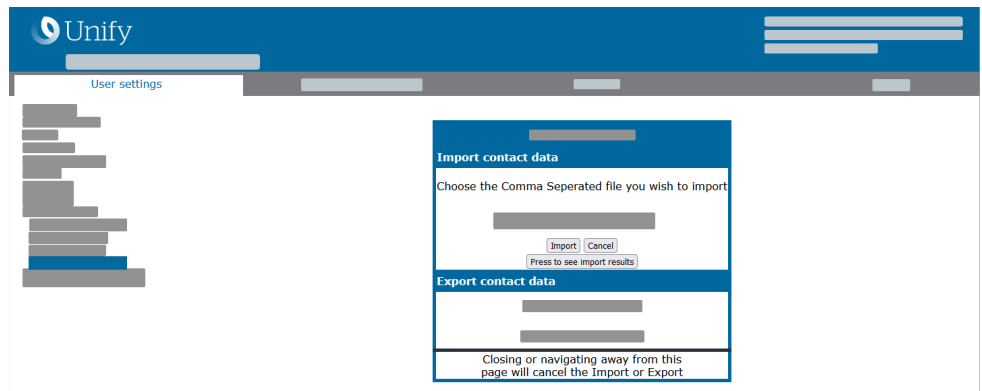 Unify
User settings
Import contact data
Choose the Comma Seperated file you wish to import
Import Cancel
Press to see import results
Export contact data
Closing or navigating away from this
page will cancel the Import or Export